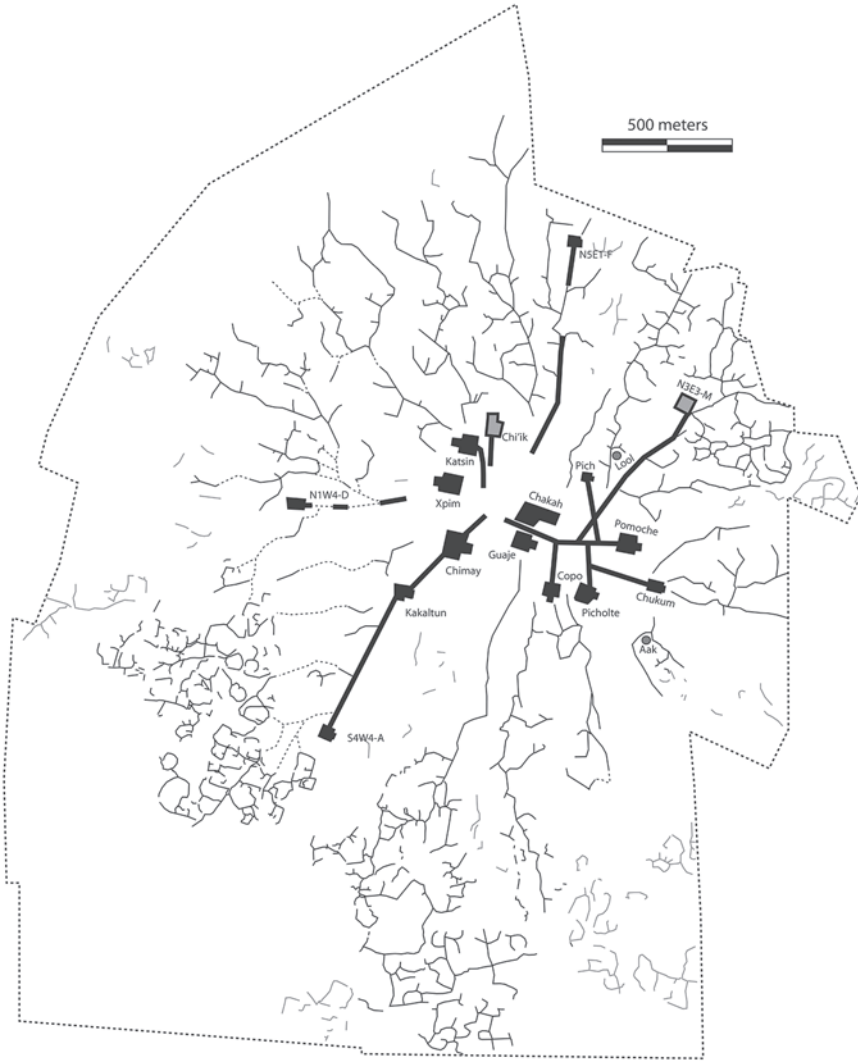 500 meters
N5E1-F
N3E3-M
Chi'ik
Katsin
Lool
Pich
N1W4-D
Xpim
Chakah
Pomoche
Guaje
Chimay
Copo
Chukum
Kakaltun
Picholte
Aak
S4W4-A